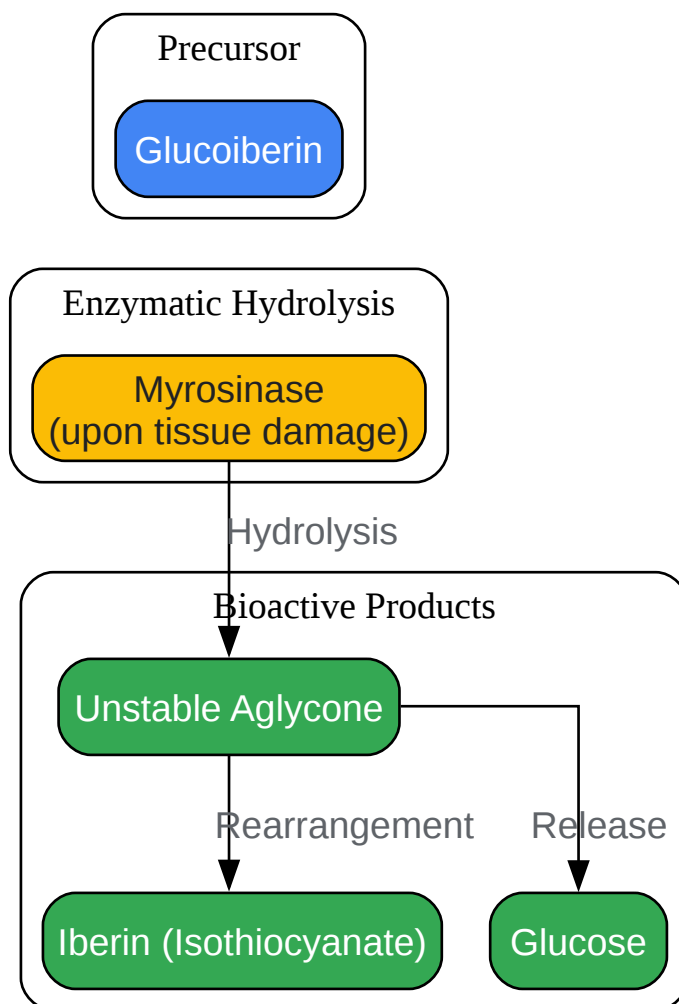 Precursor
Glucoiberin
Enzymatic Hydrolysis
Myrosinase
(upon tissue damage)
Hydrolysis
Bioactive Products
Unstable Aglycone
Rearrangement
Release
Iberin (Isothiocyanate)
Glucose